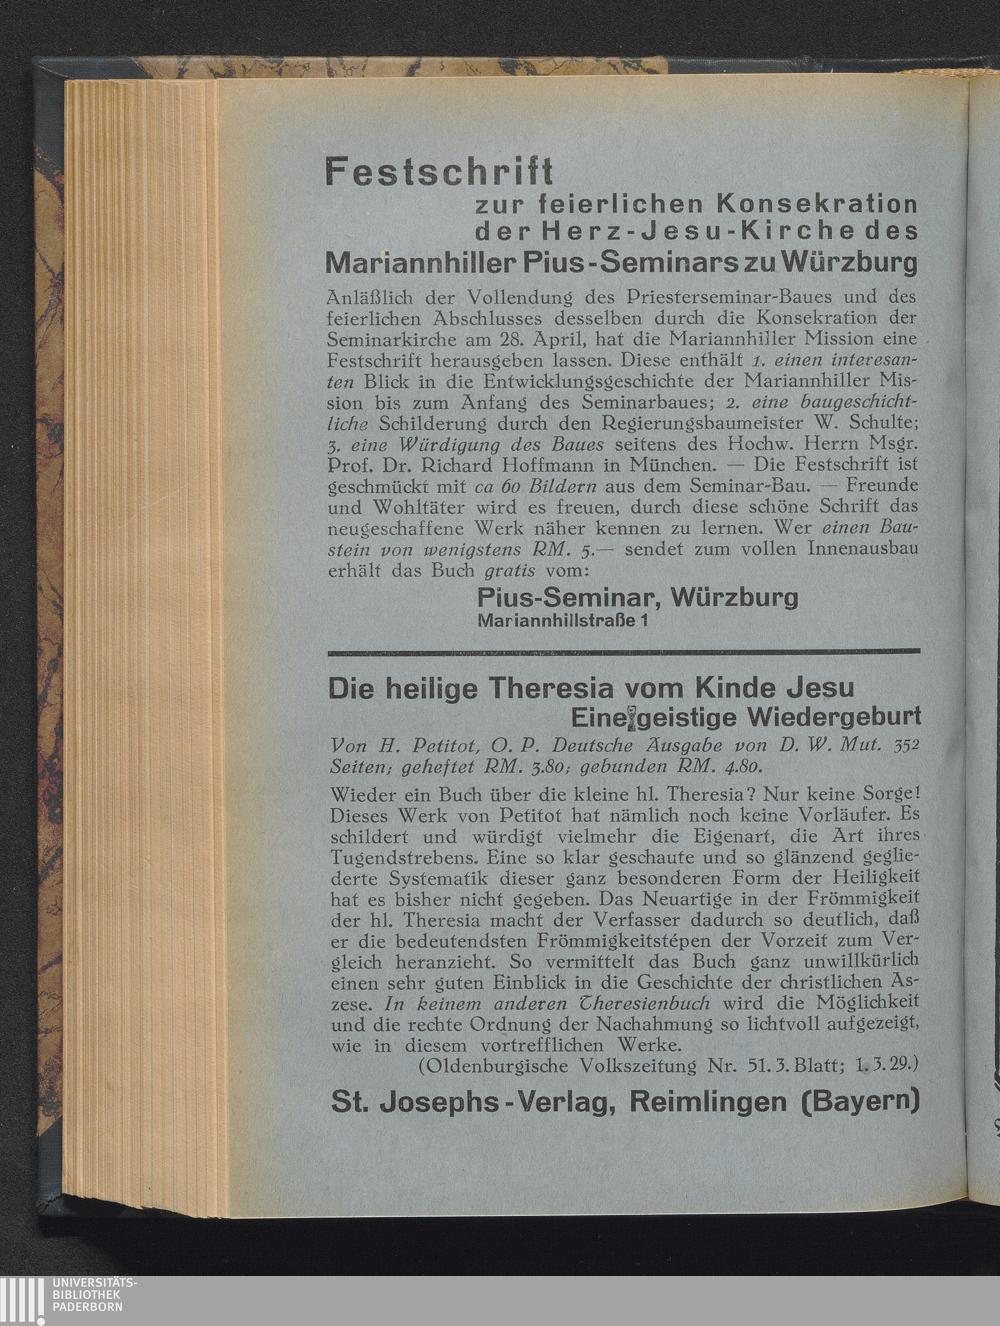 Festschrift
zur feierlichen Konsekration
der Herz-Jesu-Kirche des
Mariannhiller Pius-Seminars zu Würzburg
Anläßlich der Vollendung des Priesterseminar-Baues und des
feierlichen Abschlusses desselben durch die Konsekration der
Seminarkirche am 28. April, hat die Mariannhiller Mission eine
Festschrift herausgeben lassen. Diese enthält 1. einen interesan-
ten Blick in die Entwicklungsgeschichte der Mariannhiller Mis-
sion bis zum Anfang des Seminarbaues; 2. eine baugeschicht-
liche Schilderung durch den Regierungsbaumeister W. Schulte;
3. eine Würdigung des Baues seitens des Hochw. Herrn Msgr.
Prof. Dr. Richard Hoffmann in München. — Die Festschrift ist
geschmückt mit ca 60 Bildern aus dem Seminar-Bau. — Freunde
und Wohltäter wird es freuen, durch diese schöne Schrift das
neugeschaffene Werk näher kennen zu lernen. Wer einen Bau-
stein von wenigstens RM. 5.— sendet zum vollen Innenausbau
erhält das Buch gratis vom:
Pius-Seminar, Würzburg
Mariannhillstraße 1
Die heilige Theresia vom Kinde Jesu
Eine geistige Wiedergeburt
Von H. Petitot, O. P. Deutsche Ausgabe von D. W. Mut. 352
Seiten; geheftet RM. 3.80; gebunden RM. 4.80.
Wieder ein Buch über die kleine hl. Theresia? Nur keine Sorge!
Dieses Werk von Petitot hat nämlich noch keine Vorläufer. Es
schildert und würdigt vielmehr die Eigenart, die Art ihres
Tugendstrebens. Eine so klar geschaute und so glänzend geglie-
derte Systematik dieser ganz besonderen Form der Heiligkeit
hat es bisher nicht gegeben. Das Neuartige in der Frömmigkeit
der hl. Theresia macht der Verfasser dadurch so deutlich, daß
er die bedeutendsten Frömmigkeitstépen der Vorzeit zum Ver-
gleich heranzieht. So vermittelt das Buch ganz unwillkürlich
einen sehr guten Einblick in die Geschichte der christlichen As-
zese. In keinem anderen Theresienbuch wird die Möglichkeit
und die rechte Ordnung der Nachahmung so lichtvoll aufgezeigt,
wie in diesem vortrefflichen Werke.
(Oldenburgische Volkszeitung Nr. 51. 3. Blatt; 1. 3. 29.)
St. Josephs-Verlag, Reimlingen (Bayern)
UNIVERSITÄTS-
BIBLIOTHEK
PADERBORN